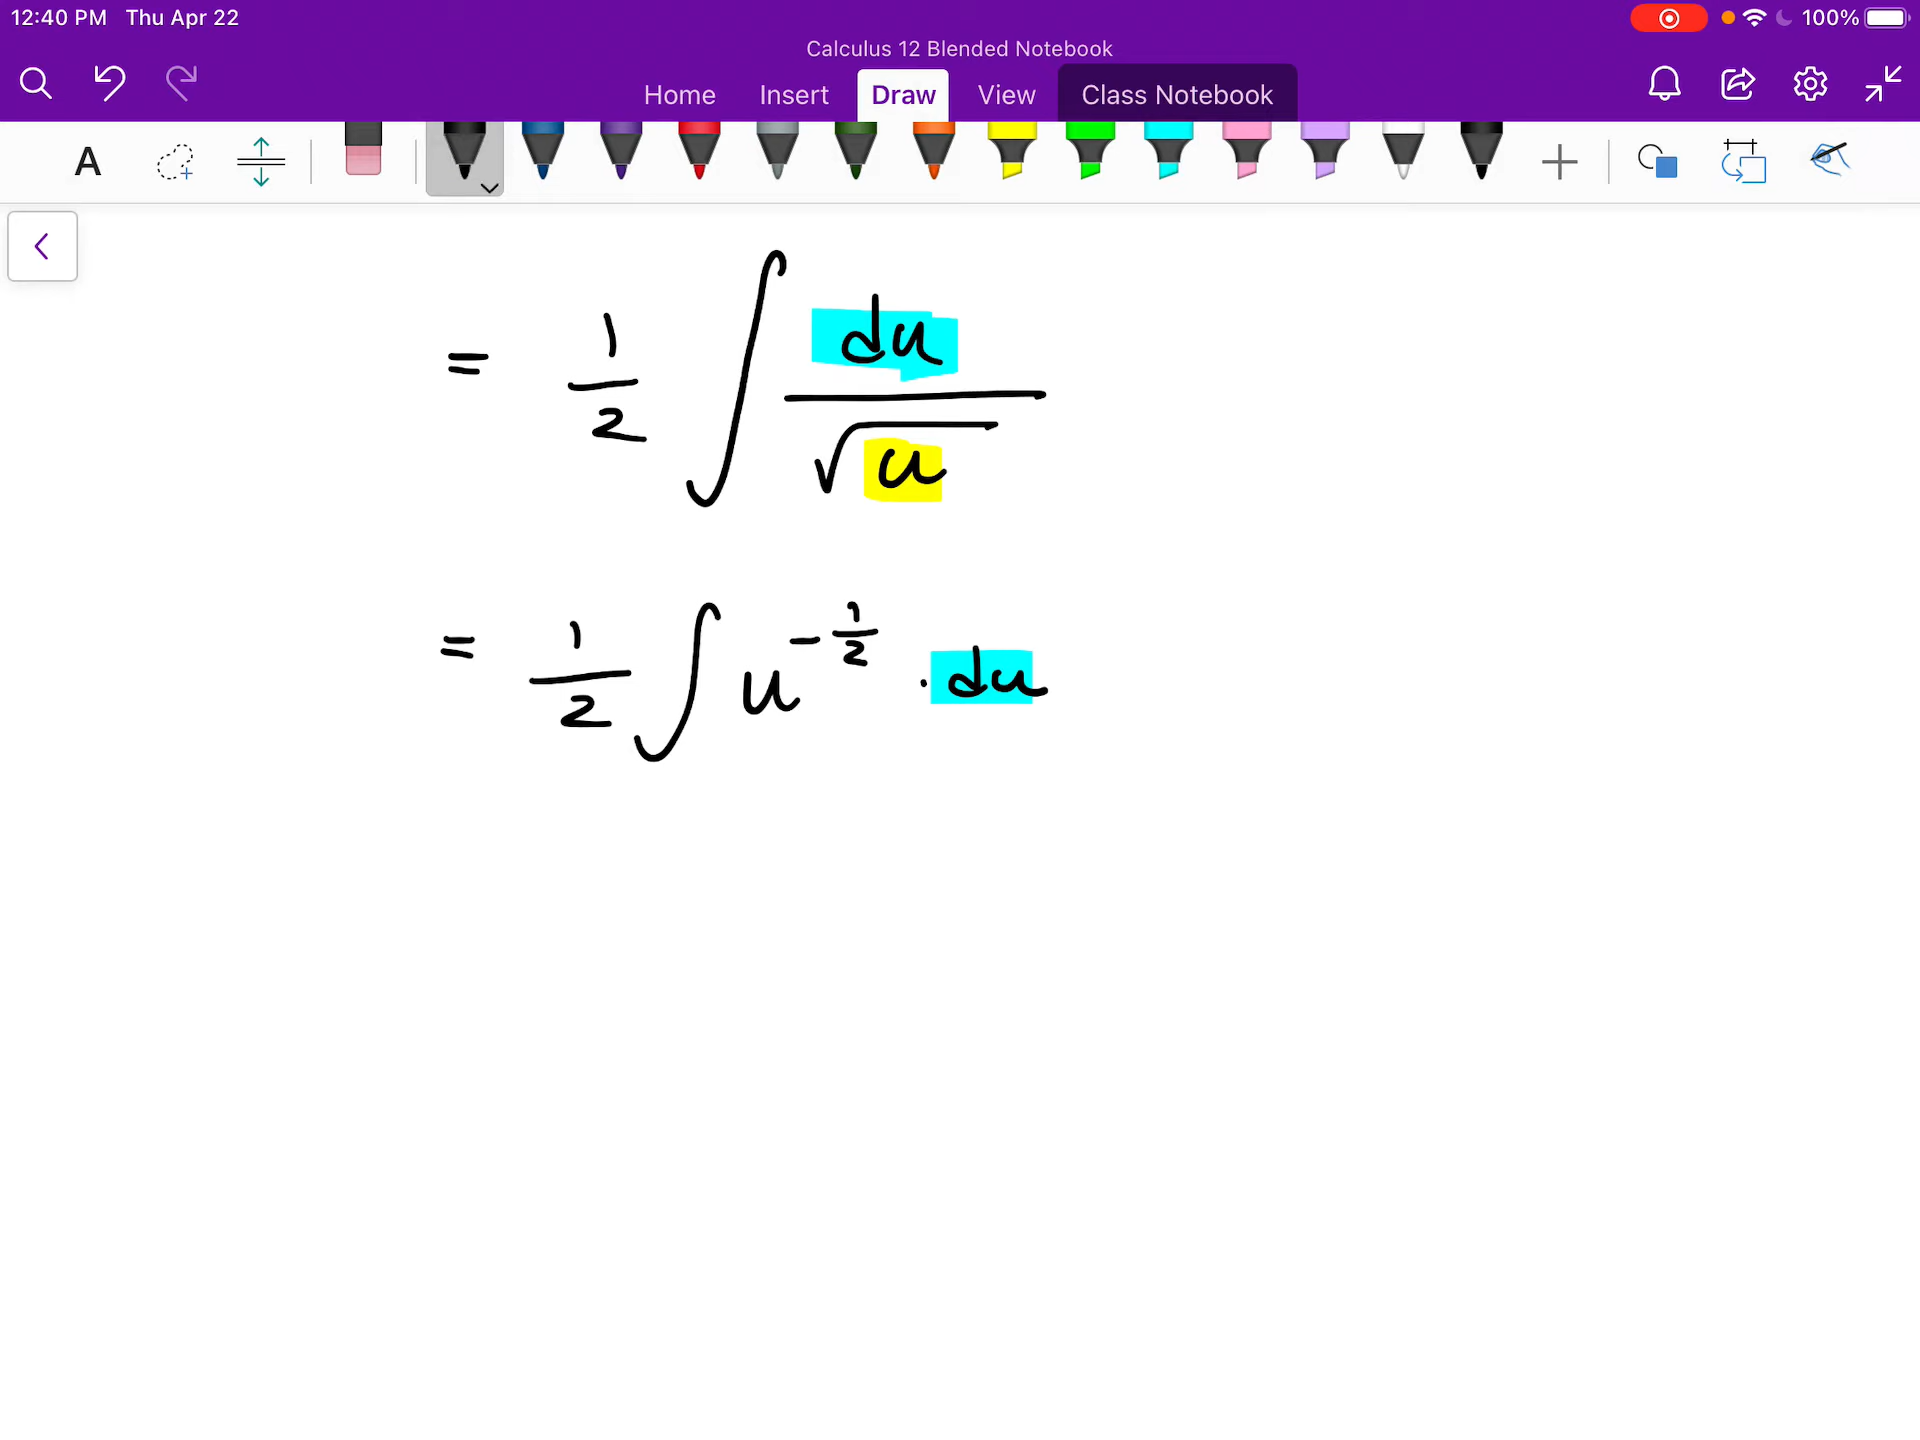 12:40 PM Thu Apr 22 100%
Calculus 12 Blended Notebook
Home Insert Draw View Class Notebook
A
= 1/2 ∫ du/√u
= 1/2 ∫ u^(-1/2) · du